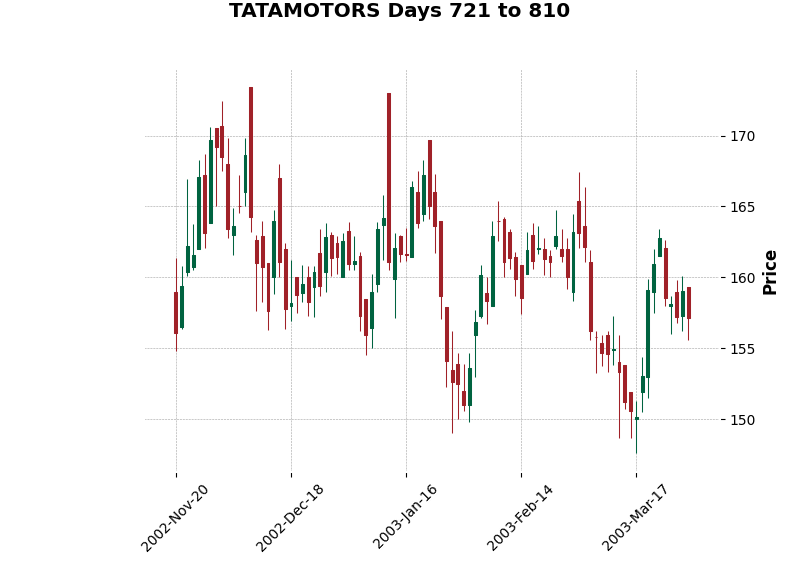 TATAMOTORS Days 721 to 810
170
165
160
155
150
Price
2002-Nov-20
2002-Dec-18
2003-Jan-16
2003-Feb-14
2003-Mar-17